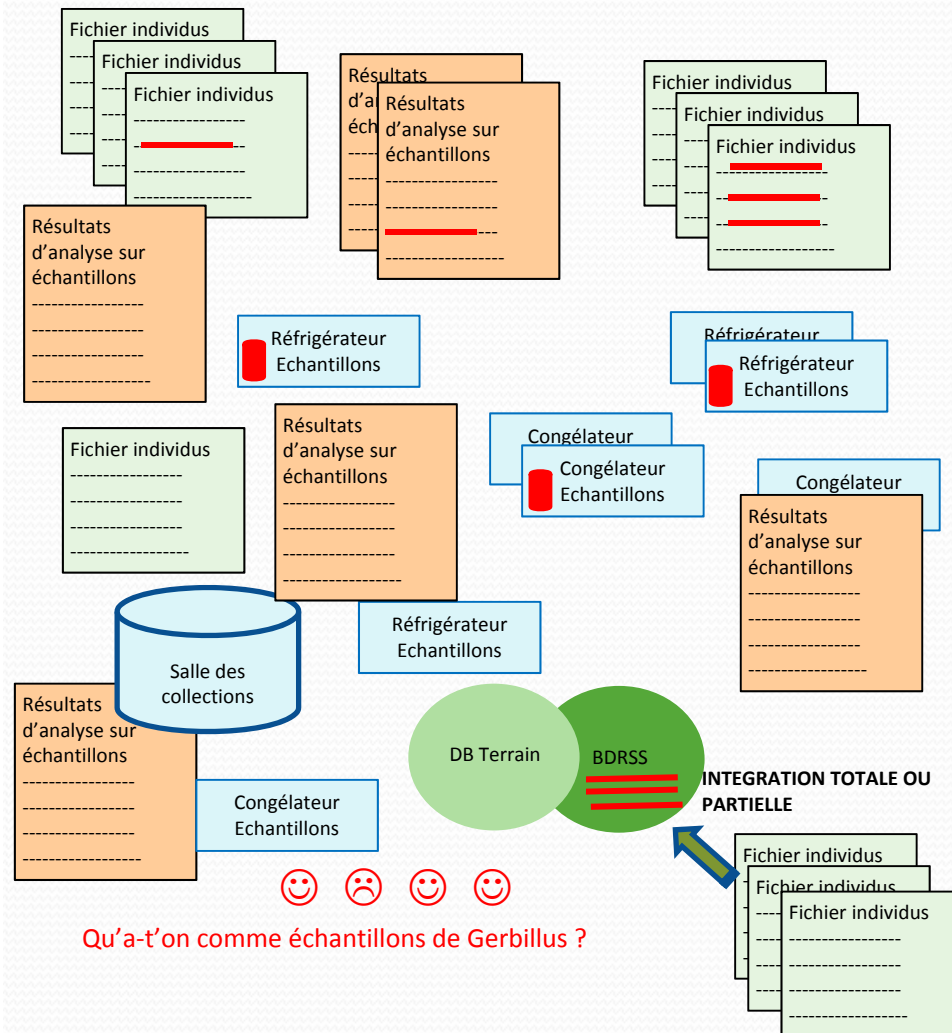 Fichier individus
Fichier individus
Fichier individus
Résultats
d'analyse sur
échantillons
Résultats
d'an
éch
Résultats
d'analyse sur
échantillons
Fichier individus
Fichier individus
Fichier individus
Réfrigérateur
Echantillons
Réfrigérateur
Réfrigérateur
Echantillons
Fichier individus
Résultats
d'analyse sur
échantillons
Congélateur
Congélateur
Echantillons
Congélateur
Résultats
d'analyse sur
échantillons
Salle des
collections
Réfrigérateur
Echantillons
Résultats
d'analyse sur
échantillons
Congélateur
Echantillons
DB Terrain
BDRSS
INTEGRATION TOTALE OU
PARTIELLE
Fichier individus
Fichier individus
Fichier individus
Qu'a-t'on comme échantillons de Gerbillus ?